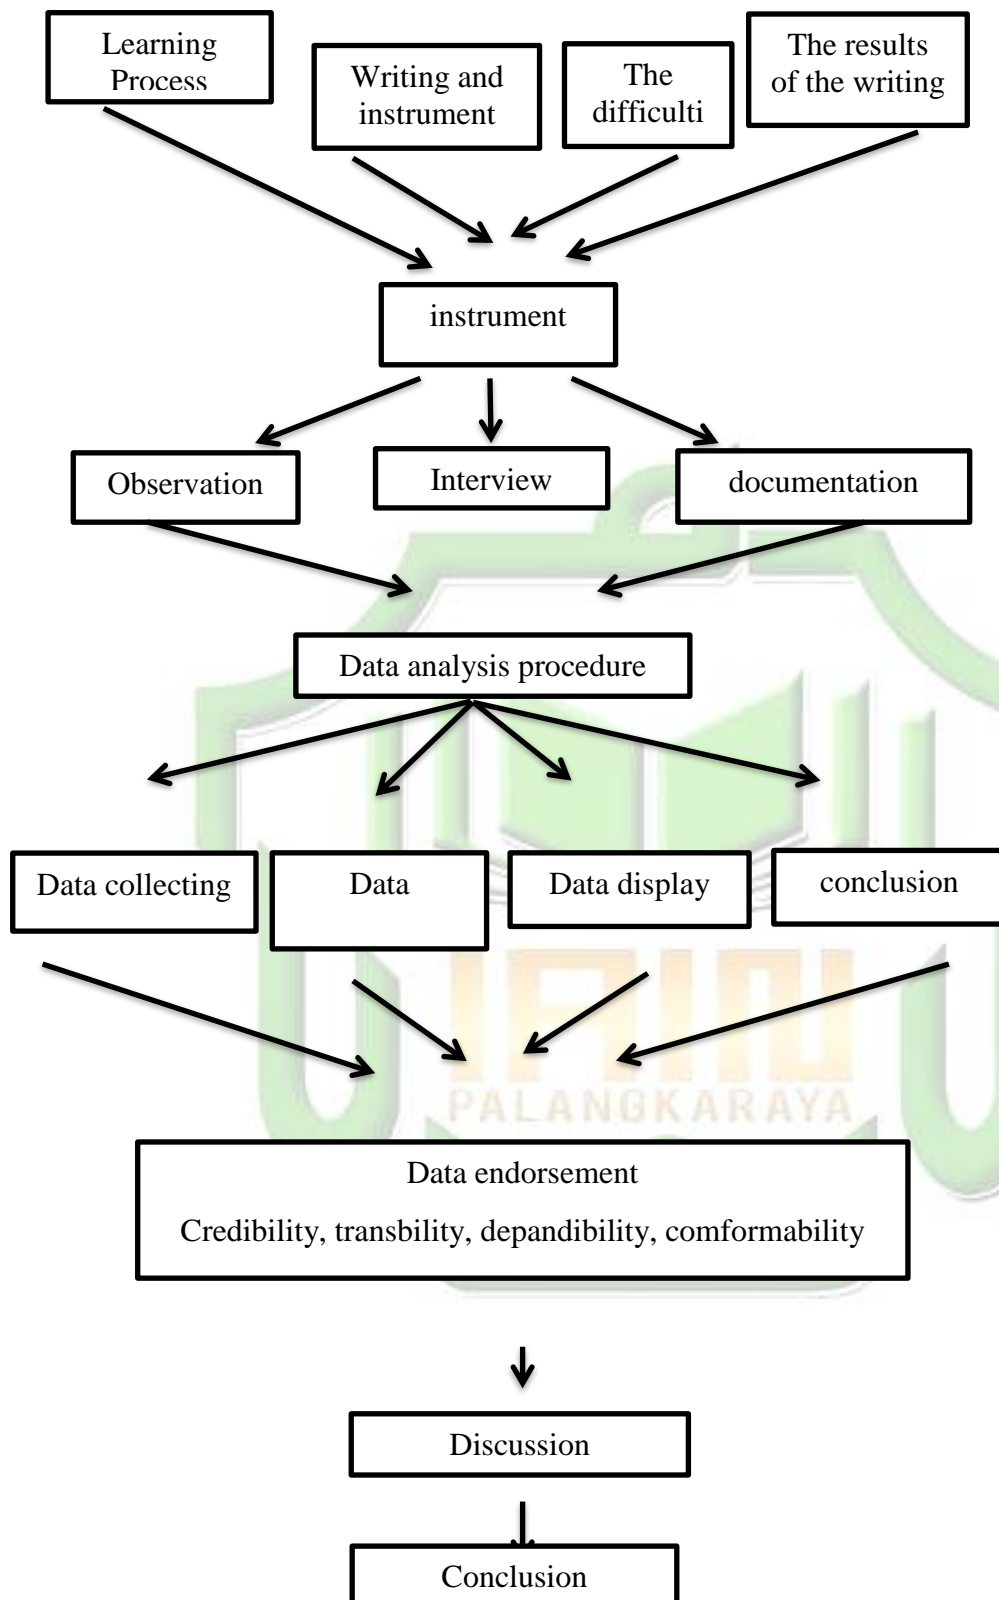 Learning
Process
Writing and
instrument
The
difficulti
The results
of the writing
instrument
Observation
Interview
documentation
Data analysis procedure
Data collecting
Data
Data display
conclusion
IAIN
PALANGKARAYA
Data endorsement
Credibility, transbility, depandibility, comformability
Discussion
Conclusion